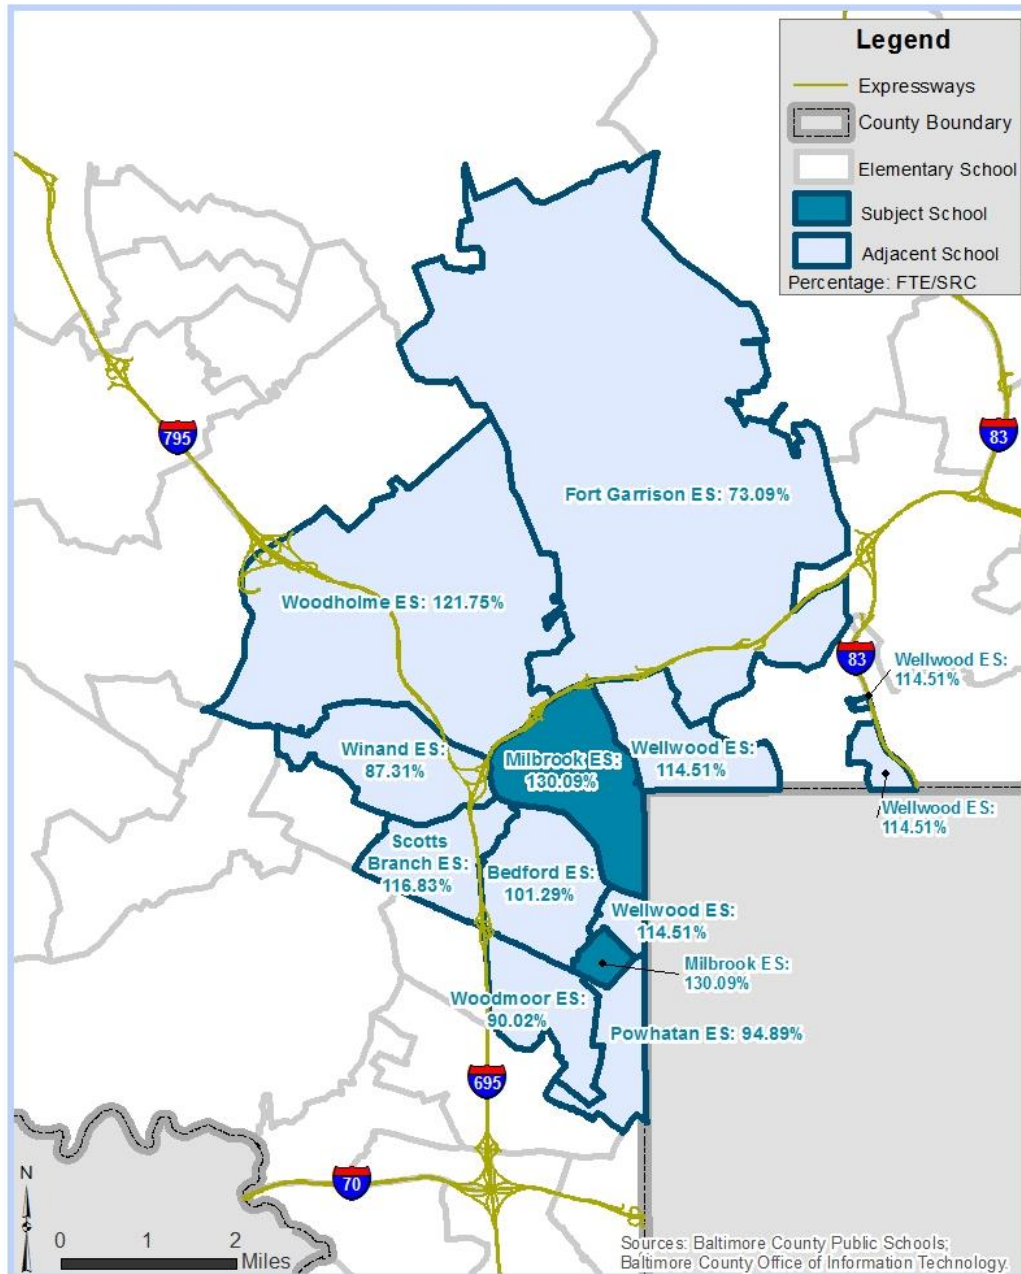 Legend
Expressways
County Boundary
Elementary School
Subject School
Adjacent School
Percentage: FTE/SRC
795
83
Fort Garrison ES: 73.09%
Woodholme ES: 121.75%
83
Wellwood ES:
114.51%
Winand ES:
87.31%
Milbrook ES:
130.09%
Wellwood ES:
114.51%
Wellwood ES:
114.51%
Scotts
Branch ES:
116.83%
Bedford ES:
101.29%
Wellwood ES:
114.51%
Milbrook ES:
130.09%
Woodmoor ES:
90.02%
Powhatan ES: 94.89%
695
70
N
0 1 2
Miles
Sources: Baltimore County Public Schools;
Baltimore County Office of Information Technology.